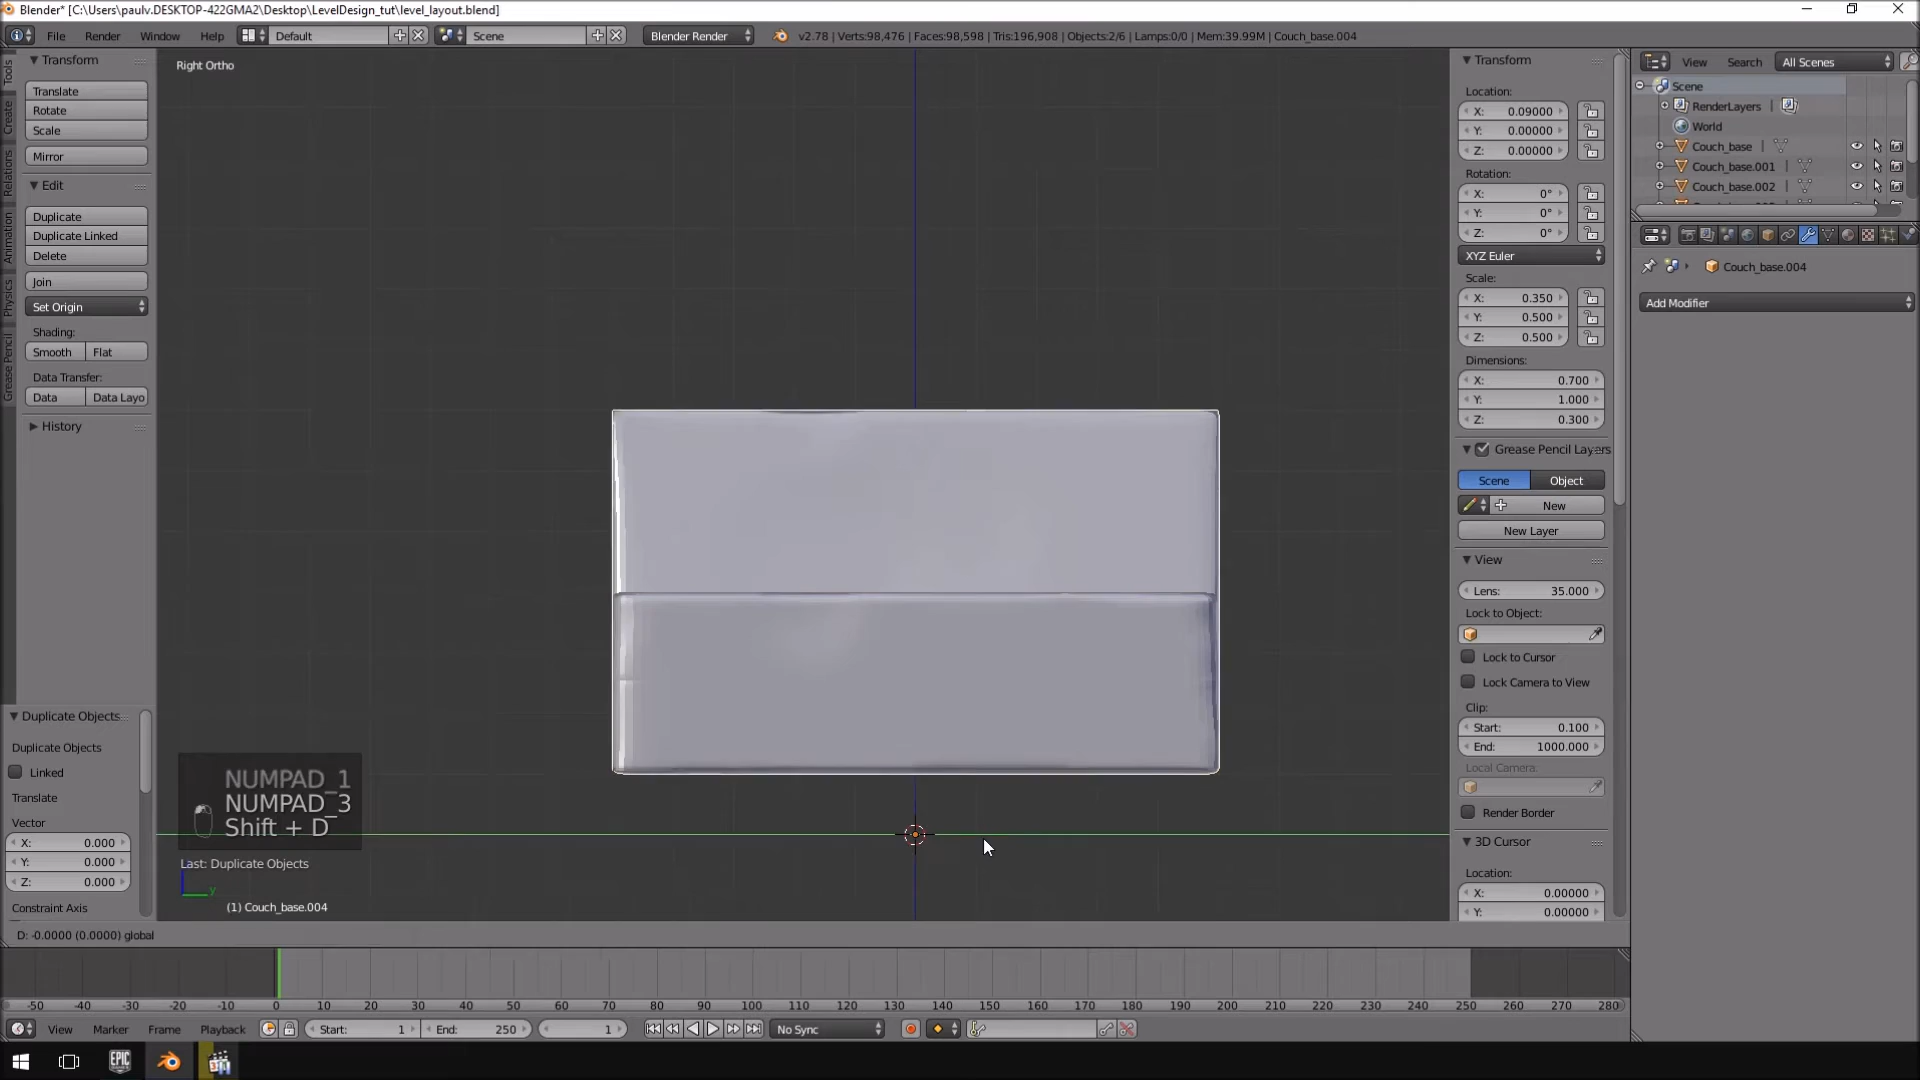 Blender* [C:\Users\paulv.DESKTOP-422GMA2\Desktop\LevelDesign_tut\level_layout.blend]
File Render Window Help Default Scene Blender Render v2.78 | Verts:98,476 | Faces:98,598 | Tris:196,908 | Objects:2/6 | Lamps:0/0 | Mem:39.99M | Couch_base.004
Tools
Create
Relations
Animation
Physics
Grease Pencil
Transform
Translate
Rotate
Scale
Mirror
Edit
Duplicate
Duplicate Linked
Delete
Join
Set Origin
Shading:
Smooth Flat
Data Transfer:
Data Data Layo
History
Duplicate Objects
Duplicate Objects
Linked
Translate
Vector
X: 0.000
Y: 0.000
Z: 0.000
Constraint Axis
Right Ortho
NUMPAD_1
NUMPAD_3
Shift + D
Last: Duplicate Objects
y
(1) Couch_base.004
D: -0.0000 (0.0000) global
Transform
Location:
X: 0.09000
Y: 0.00000
Z: 0.00000
Rotation:
X: 0°
Y: 0°
Z: 0°
XYZ Euler
Scale:
X: 0.350
Y: 0.500
Z: 0.500
Dimensions:
X: 0.700
Y: 1.000
Z: 0.300
Grease Pencil Layers
Scene Object
New
New Layer
View
Lens: 35.000
Lock to Object:
Lock to Cursor
Lock Camera to View
Clip:
Start: 0.100
End: 1000.000
Local Camera:
Render Border
3D Cursor
Location:
X: 0.00000
Y: 0.00000
View Search All Scenes
Scene
RenderLayers |
World
Couch_base
Couch_base.001
Couch_base.002
Couch_base.004
Add Modifier
-50 -40 -30 -20 -10 0 10 20 30 40 50 60 70 80 90 100 110 120 130 140 150 160 170 180 190 200 210 220 230 240 250 260 270 280
View Marker Frame Playback Start: 1 End: 250 1 No Sync
EPIC